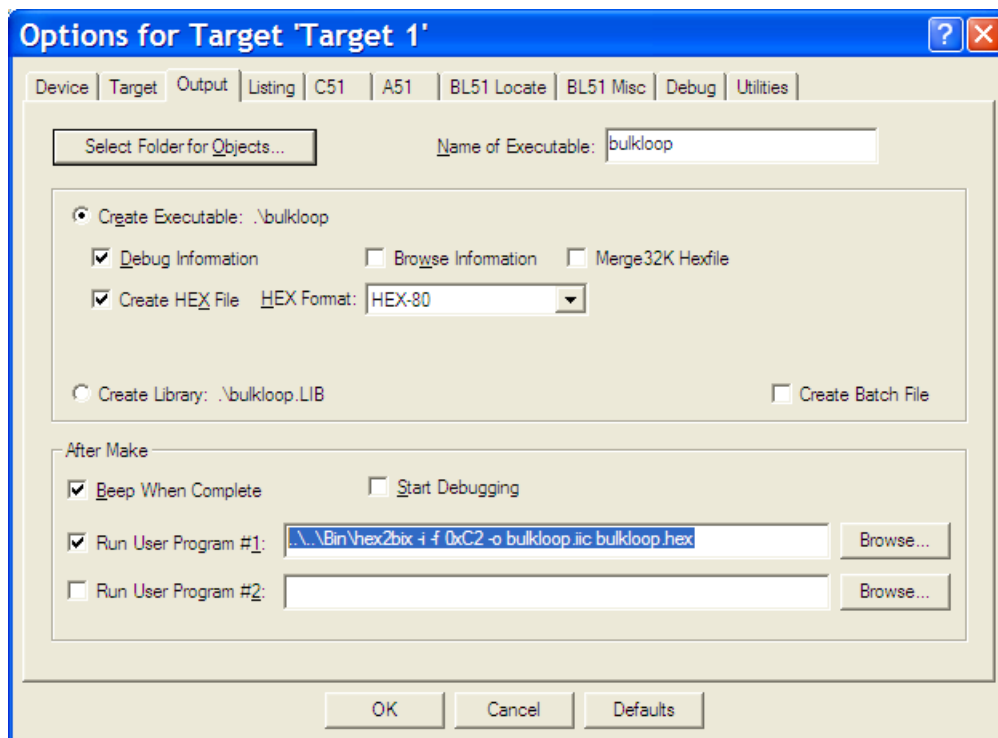 Options for Target 'Target 1'
Device Target Output Listing C51 A51 BL51 Locate BL51 Misc Debug Utilities
Select Folder for Objects... Name of Executable: bulkloop
Create Executable: .\bulkloop
Debug Information Browse Information Merge32K Hexfile
Create HEX File HEX Format: HEX-80
Create Library: .\bulkloop.LIB Create Batch File
After Make
Beep When Complete Start Debugging
Run User Program #1: ..\..\Bin\hex2bix -i -f 0xC2 -o bulkloop.iic bulkloop.hex Browse...
Run User Program #2: Browse...
OK Cancel Defaults